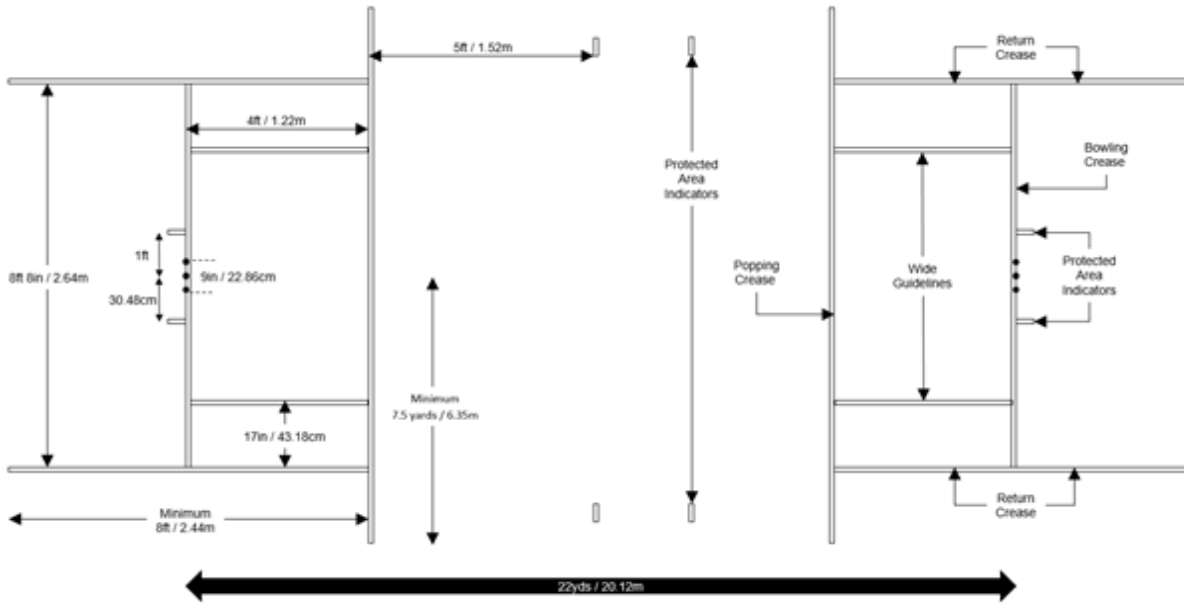 5ft / 1.52m
Return
Crease
4ft / 1.22m
Protected
Area
Indicators
Bowling
Crease
1ft
8ft 8in / 2.64m
9in / 22.86cm
30.48cm
Popping
Crease
Wide
Guidelines
Protected
Area
Indicators
Minimum
7.5 yards / 6.35m
17in / 43.18cm
Minimum
8ft / 2.44m
Return
Crease
22yds / 20.12m